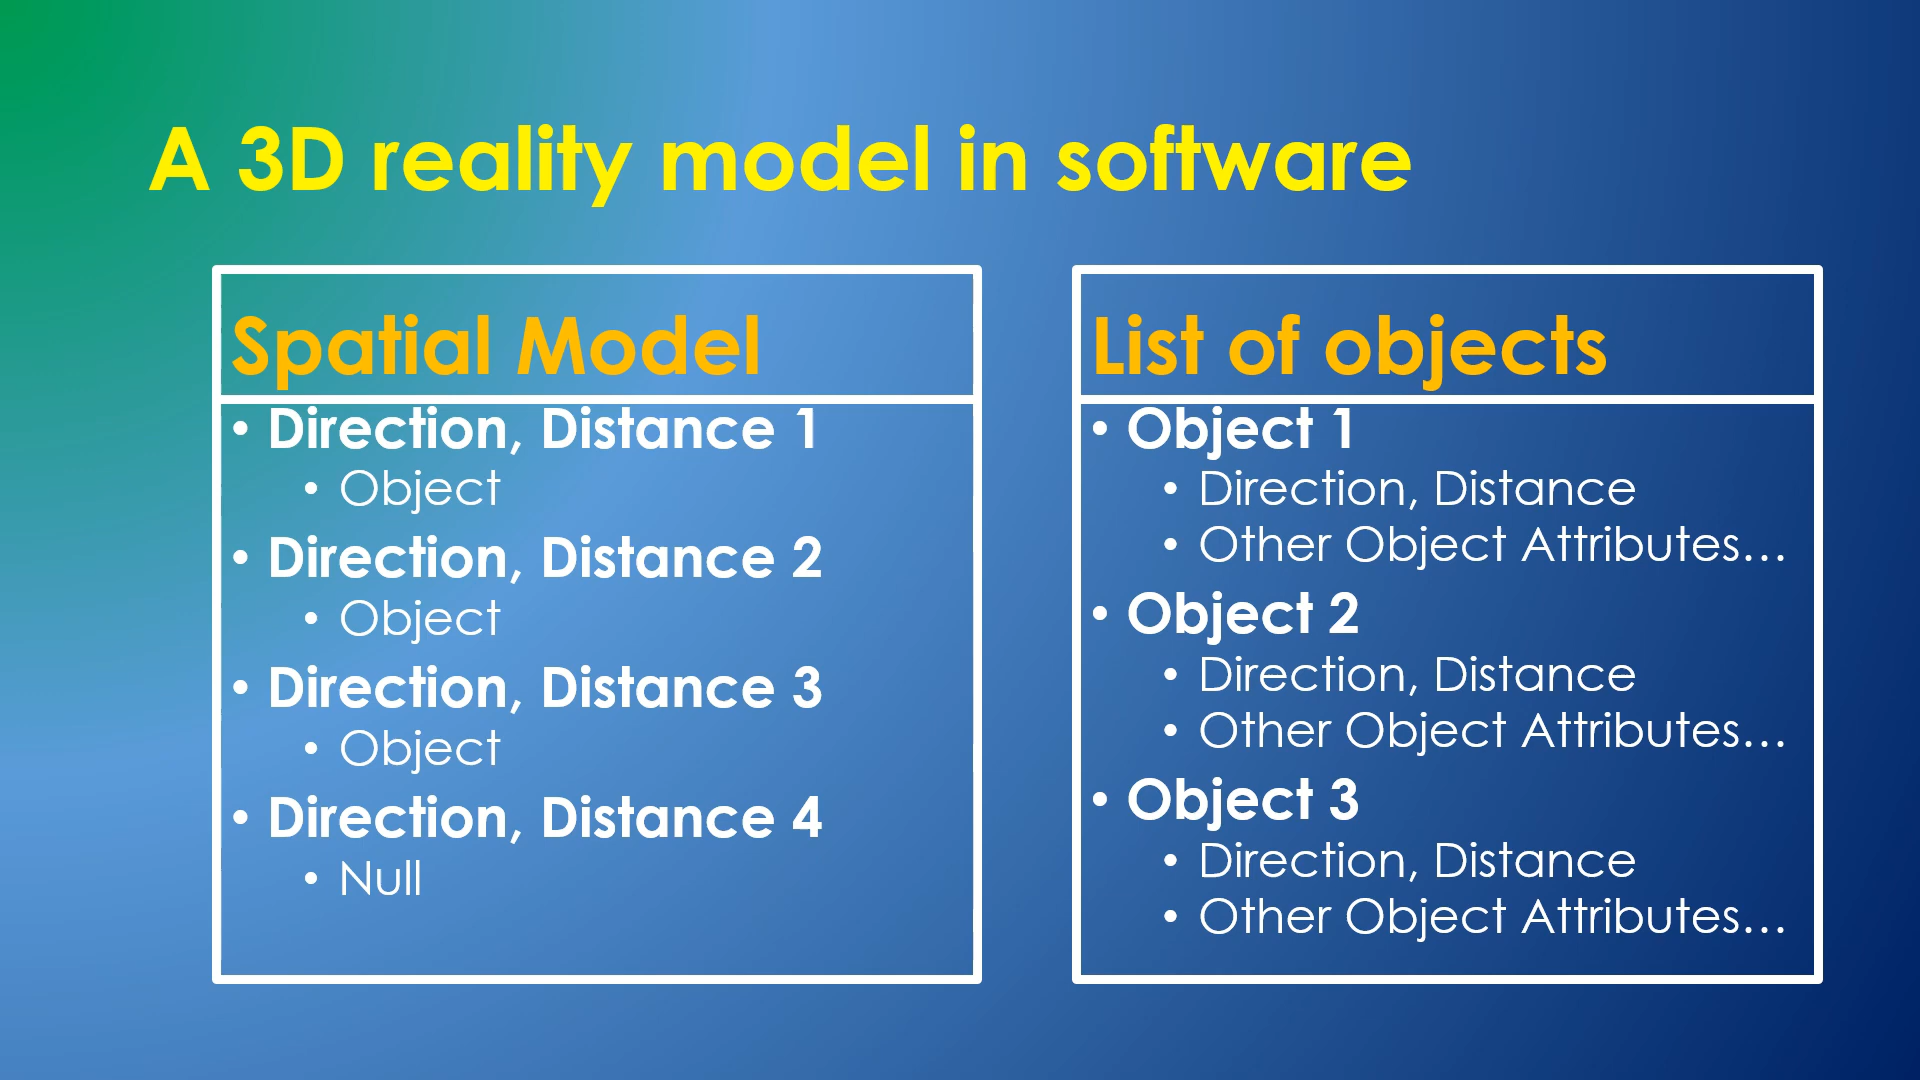 A 3D reality model in software
Spatial Model
• Direction, Distance 1
• Object
• Direction, Distance 2
• Object
• Direction, Distance 3
• Object
• Direction, Distance 4
• Null
List of objects
• Object 1
• Direction, Distance
• Other Object Attributes…
• Object 2
• Direction, Distance
• Other Object Attributes…
• Object 3
• Direction, Distance
• Other Object Attributes…